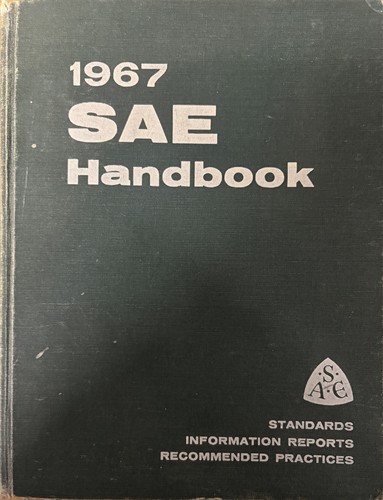 1967
SAE
Handbook
·S·
A·E
STANDARDS
INFORMATION REPORTS
RECOMMENDED PRACTICES